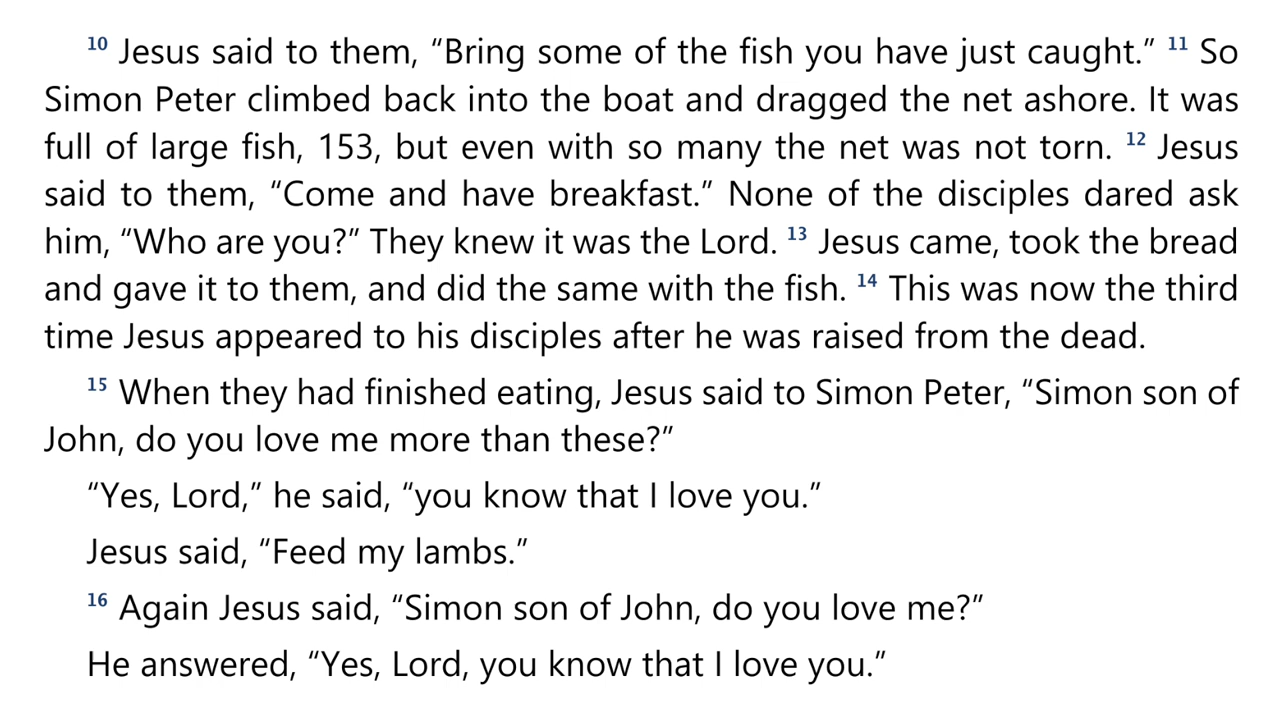 10 Jesus said to them, “Bring some of the fish you have just caught.” 11 So
Simon Peter climbed back into the boat and dragged the net ashore. It was
full of large fish, 153, but even with so many the net was not torn. 12 Jesus
said to them, “Come and have breakfast.” None of the disciples dared ask
him, “Who are you?” They knew it was the Lord. 13 Jesus came, took the bread
and gave it to them, and did the same with the fish. 14 This was now the third
time Jesus appeared to his disciples after he was raised from the dead.
15 When they had finished eating, Jesus said to Simon Peter, “Simon son of
John, do you love me more than these?”
“Yes, Lord,” he said, “you know that I love you.”
Jesus said, “Feed my lambs.”
16 Again Jesus said, “Simon son of John, do you love me?”
He answered, “Yes, Lord, you know that I love you.”